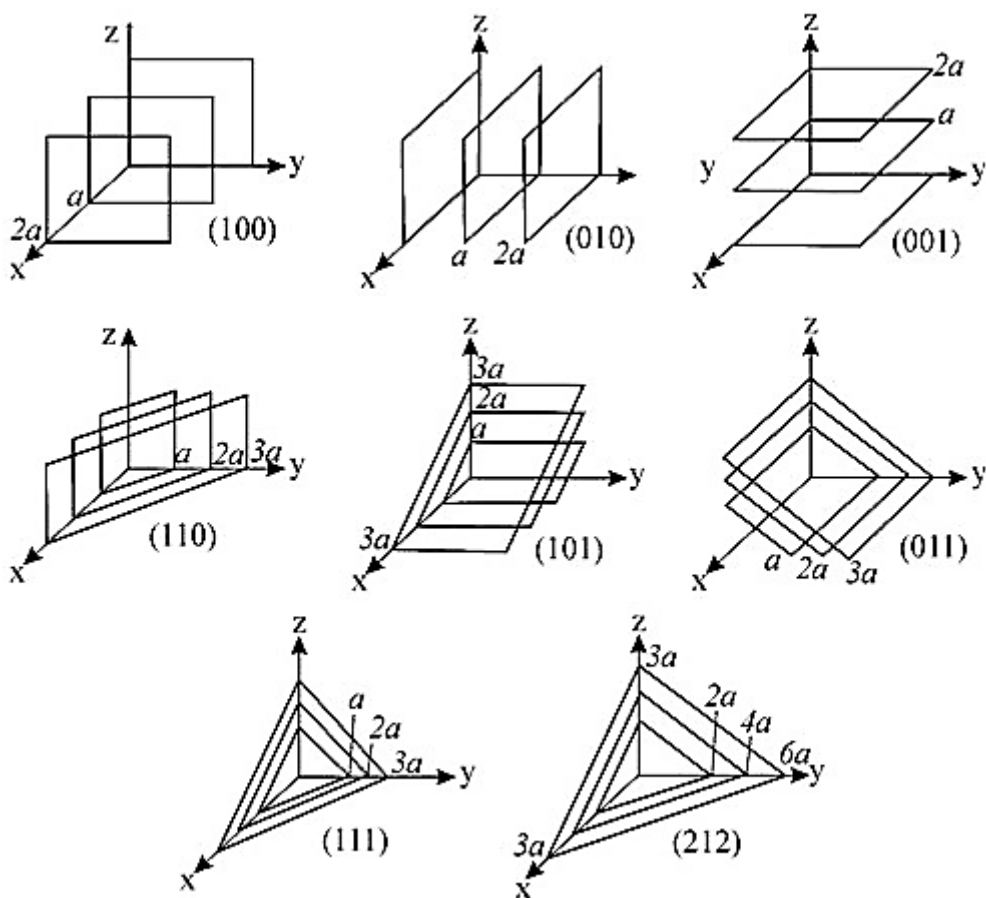 z
y
a
2a
x
(100)
z
a
2a
x
(010)
z
2a
a
y
y
x
(001)
z
a
2a
3a
y
x
(110)
z
3a
2a
a
y
3a
x
(101)
z
y
a
2a
3a
x
(011)
z
a
2a
3a
y
x
(111)
z
3a
2a
4a
6a
y
3a
x
(212)